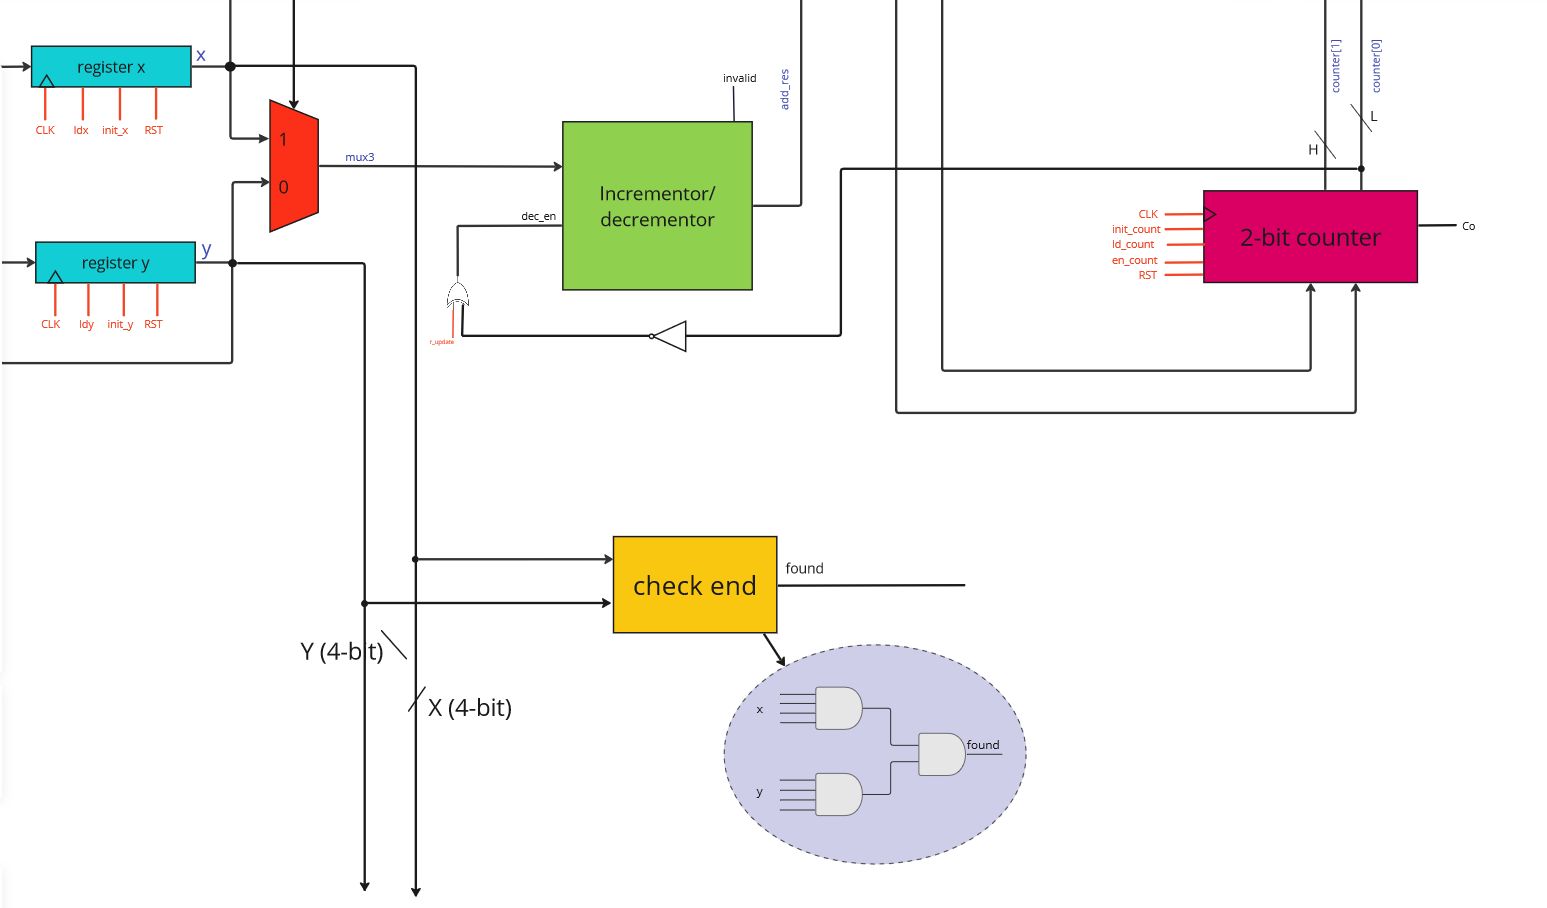 register x
x
CLK
ldx
init_x
RST
1
0
mux3
register y
y
CLK
ldy
init_y
RST
invalid
add_res
Incrementor/
decrementor
dec_en
r_update
counter[1]
counter[0]
L
H
CLK
init_count
ld_count
en_count
RST
2-bit counter
Co
check end
found
Y (4-bit)
X (4-bit)
x
y
found